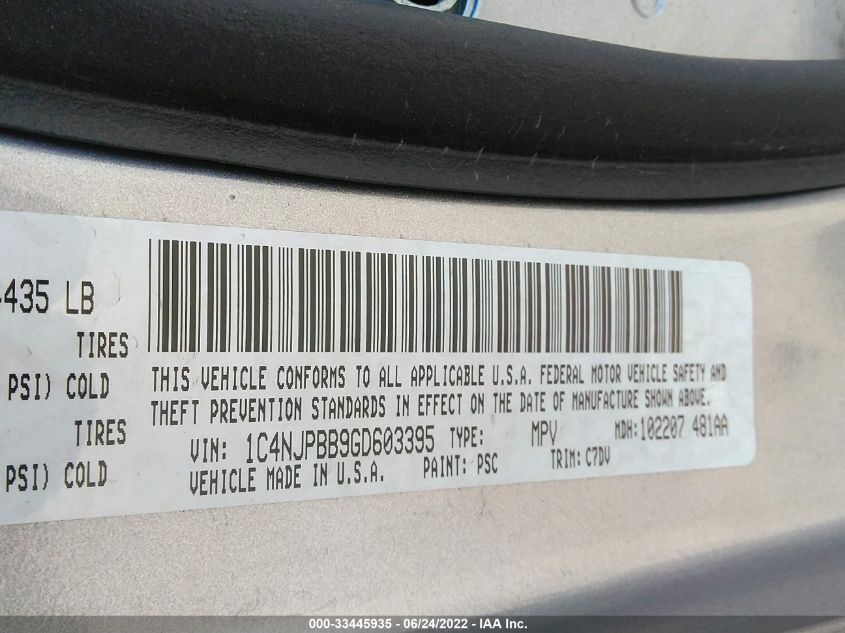 435 LB
TIRES
PSI) COLD
PSI) COLD
THIS VEHICLE CONFORMS TO ALL APPLICABLE U.S.A. FEDERAL MOTOR VEHICLE SAFETY AND
THEFT PREVENTION STANDARDS IN EFFECT ON THE DATE OF MANUFACTURE SHOWN ABOVE.
VIN: 1C4NJPBB9GD603395 TYPE: MPV MDH:102207 481AA
VEHICLE MADE IN U.S.A. PAINT: PSC TRIM: C7DV
000-33445935 - 06/24/2022 - IAA Inc.